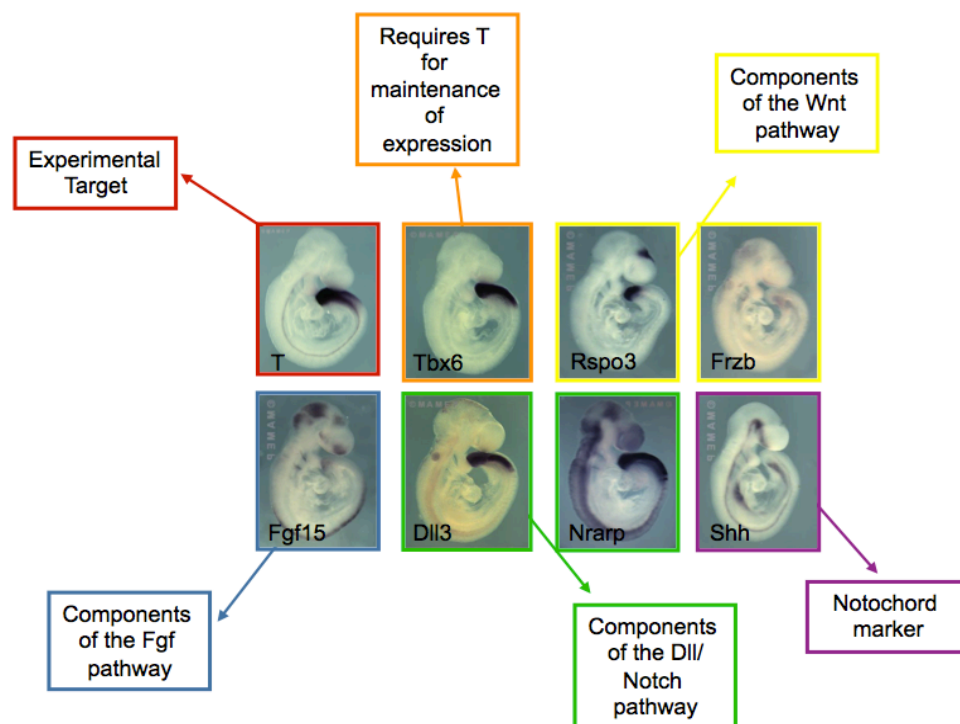 Requires T
for
maintenance
of
expression
Components
of the Wnt
pathway
Experimental
Target
T
Tbx6
Rspo3
Frzb
Fgf15
Dll3
Nrarp
Shh
Components
of the Fgf
pathway
Components
of the Dll/
Notch
pathway
Notochord
marker